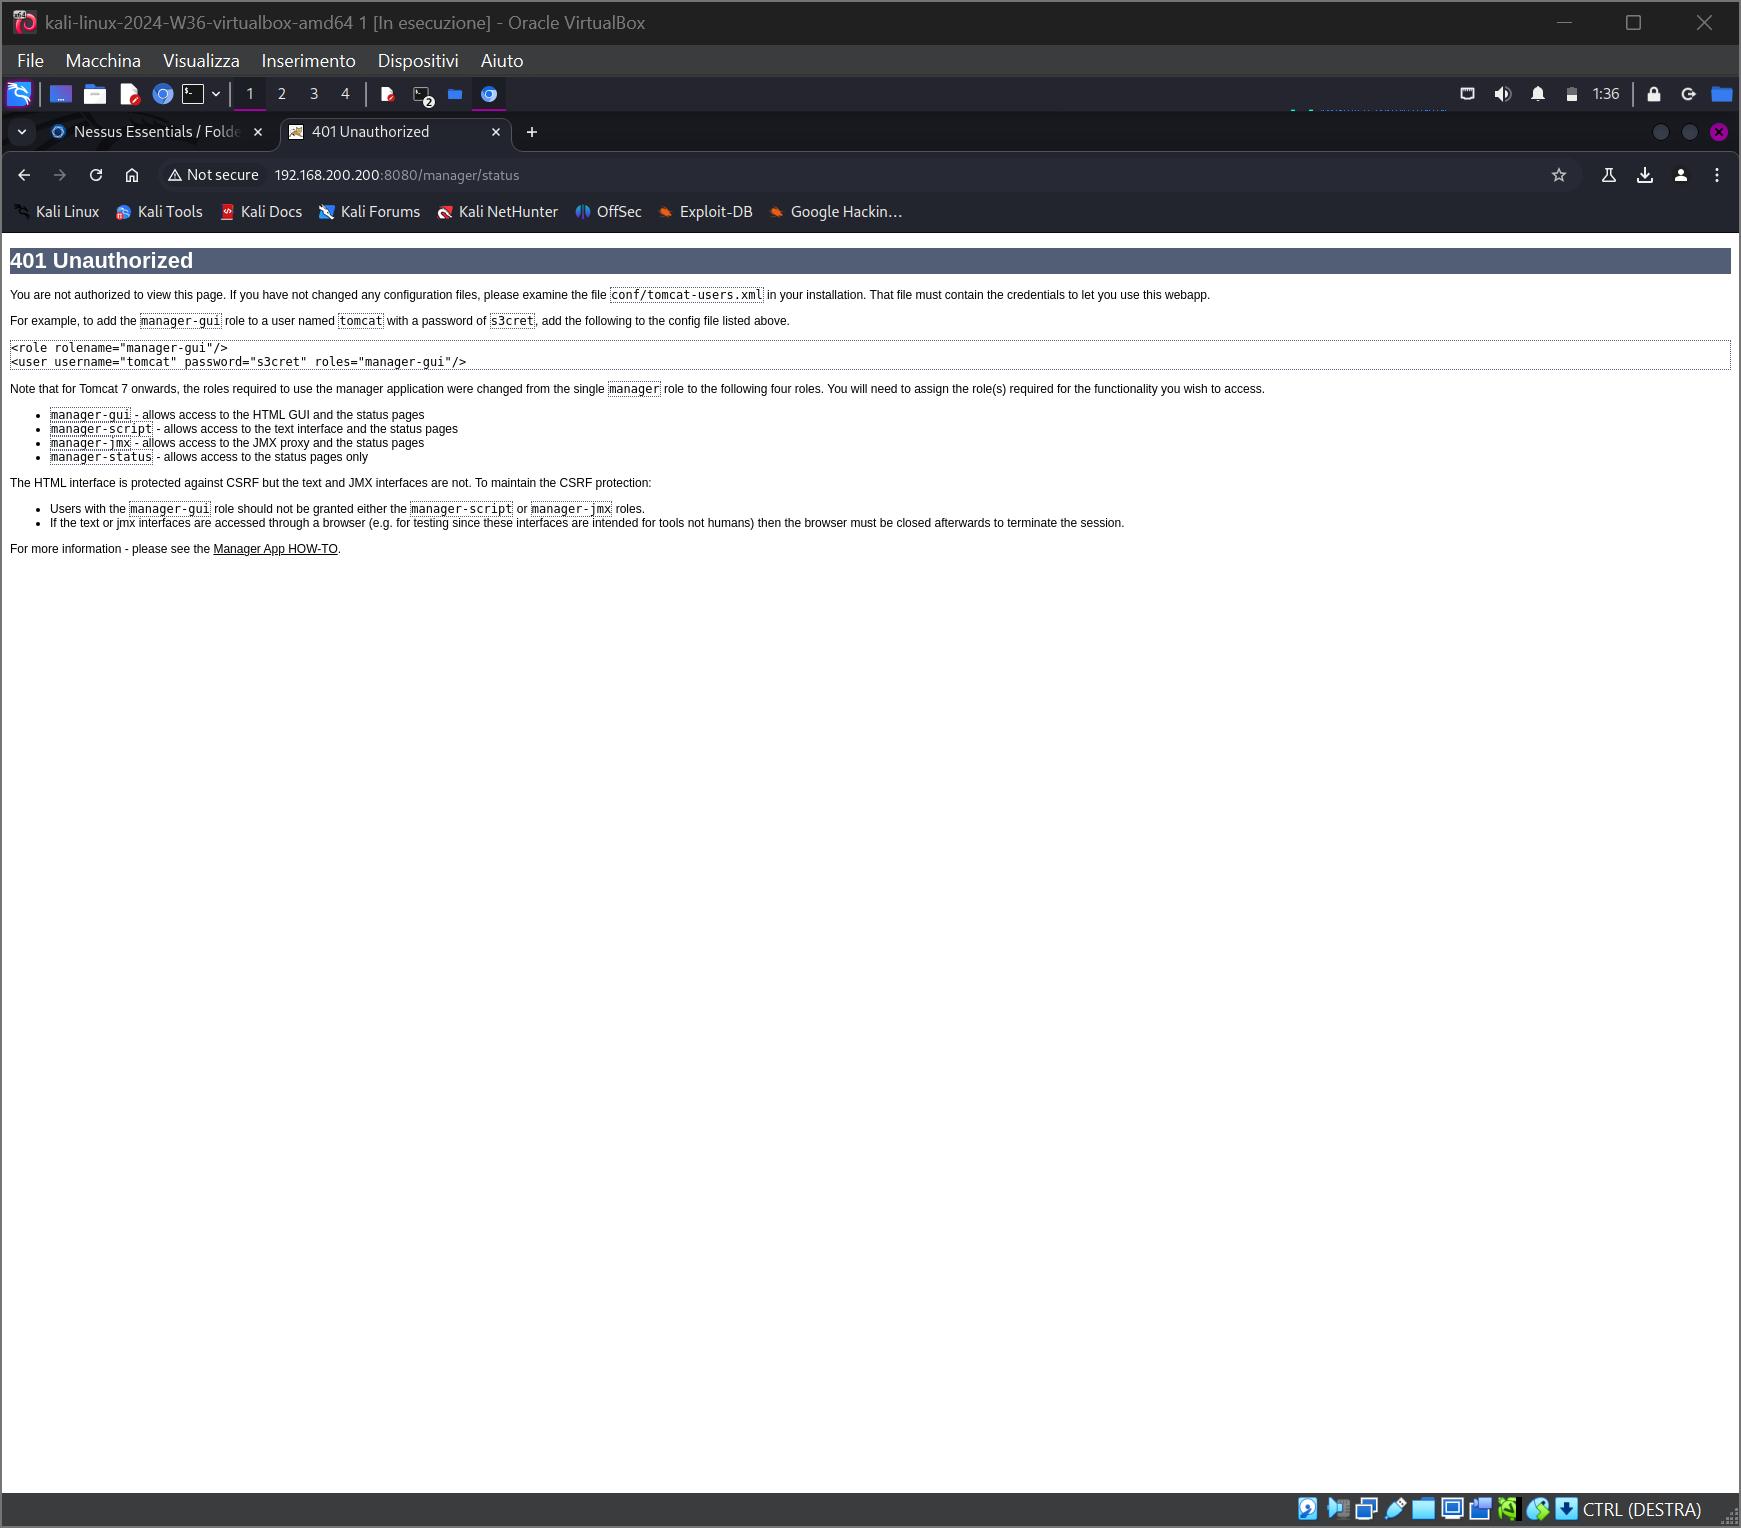 kali-linux-2024-W36-virtualbox-amd64 1 [In esecuzione] - Oracle VirtualBox
File Macchina Visualizza Inserimento Dispositivi Aiuto
1 2 3 4 2 1:36
Nessus Essentials / Folde 401 Unauthorized
Not secure 192.168.200.200:8080/manager/status
Kali Linux Kali Tools Kali Docs Kali Forums Kali NetHunter OffSec Exploit-DB Google Hackin…
401 Unauthorized
You are not authorized to view this page. If you have not changed any configuration files, please examine the file conf/tomcat-users.xml in your installation. That file must contain the credentials to let you use this webapp.
For example, to add the manager-gui role to a user named tomcat with a password of s3cret, add the following to the config file listed above.
<role rolename="manager-gui"/>
<user username="tomcat" password="s3cret" roles="manager-gui"/>
Note that for Tomcat 7 onwards, the roles required to use the manager application were changed from the single manager role to the following four roles. You will need to assign the role(s) required for the functionality you wish to access.
manager-gui - allows access to the HTML GUI and the status pages
manager-script - allows access to the text interface and the status pages
manager-jmx - allows access to the JMX proxy and the status pages
manager-status - allows access to the status pages only
The HTML interface is protected against CSRF but the text and JMX interfaces are not. To maintain the CSRF protection:
Users with the manager-gui role should not be granted either the manager-script or manager-jmx roles.
If the text or jmx interfaces are accessed through a browser (e.g. for testing since these interfaces are intended for tools not humans) then the browser must be closed afterwards to terminate the session.
For more information - please see the Manager App HOW-TO.
CTRL (DESTRA)